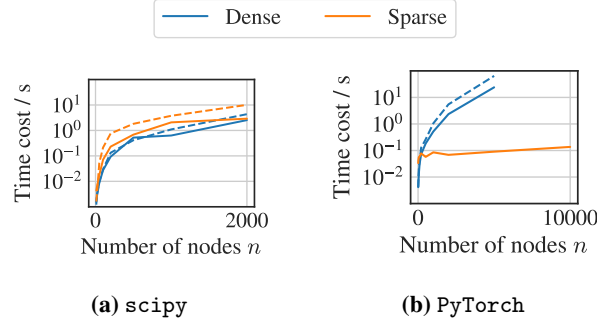 Dense Sparse
Time cost / s
10^1
10^0
10^-1
10^-2
0 2000
Number of nodes n
(a) scipy
Time cost / s
10^1
10^0
10^-1
10^-2
0 10000
Number of nodes n
(b) PyTorch